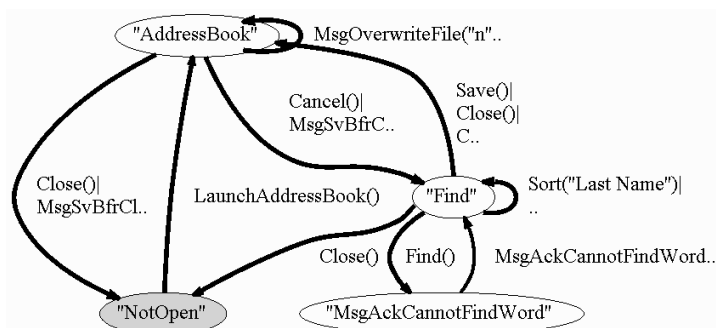 "AddressBook"
MsgOverwriteFile("n"..
Cancel()|
MsgSvBfrC..
Save()|
Close()|
C..
Close()|
MsgSvBfrCl..
LaunchAddressBook()
"Find"
Sort("Last Name")|
..
Close()
Find()
MsgAckCannotFindWord..
"NotOpen"
"MsgAckCannotFindWord"